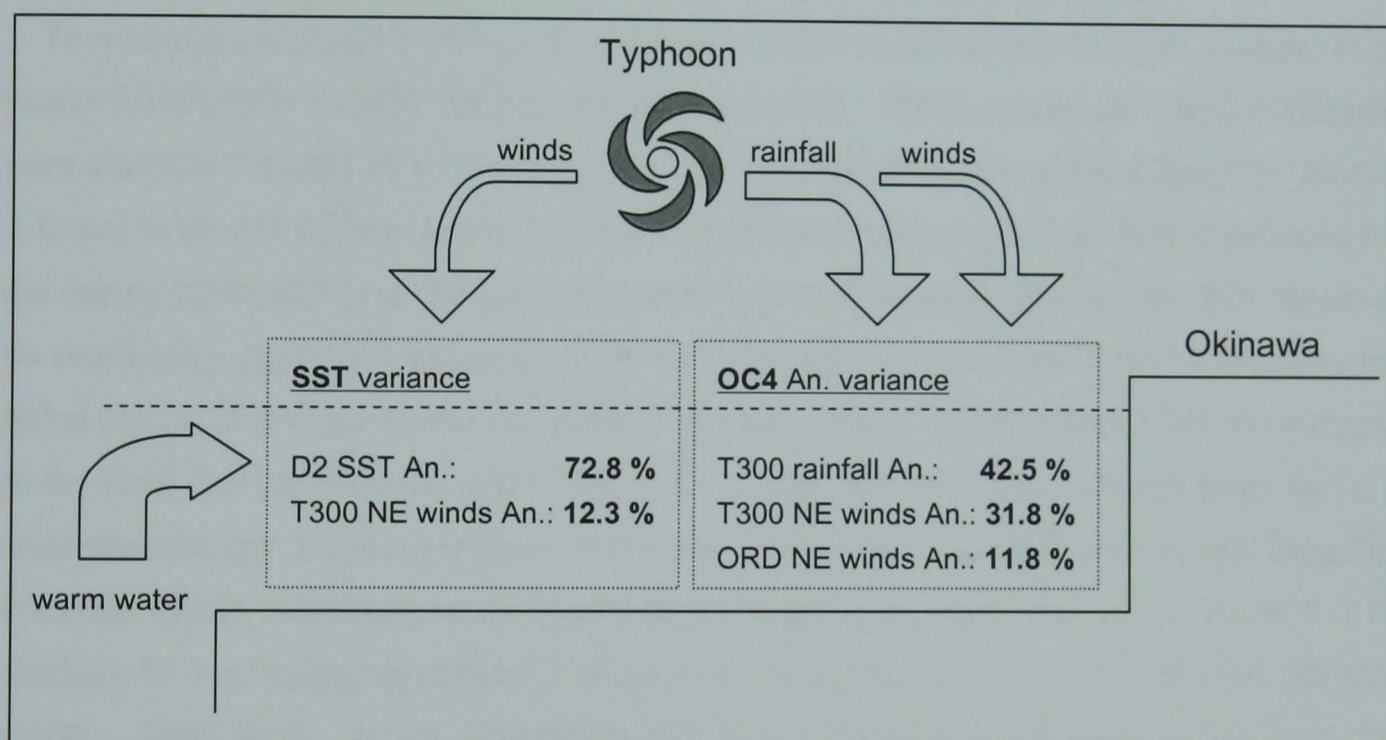 Typhoon
winds
rainfall
winds
Okinawa
SST variance
D2 SST An.: 72.8 %
T300 NE winds An.: 12.3 %
OC4 An. variance
T300 rainfall An.: 42.5 %
T300 NE winds An.: 31.8 %
ORD NE winds An.: 11.8 %
warm water